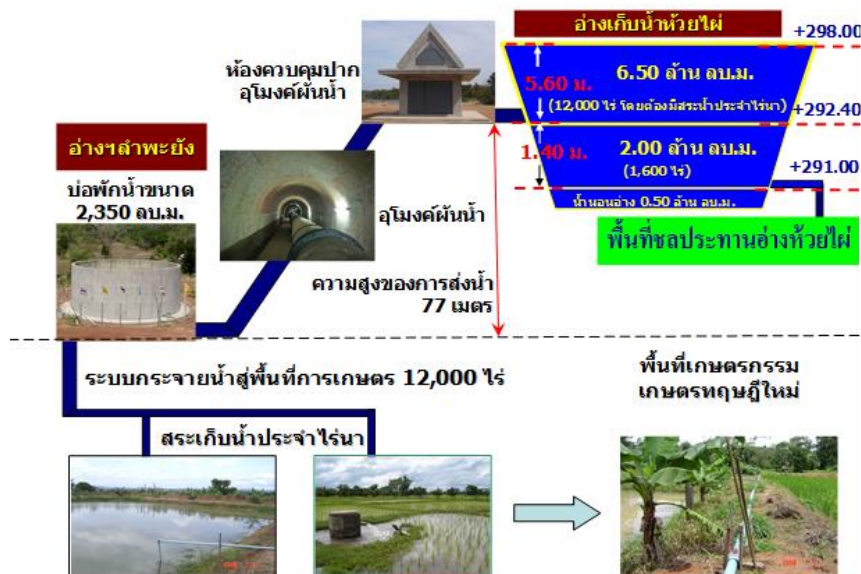 อ่างเก็บน้ำห้วยไผ่
+298.00
ห้องควบคุมปาก
อุโมงค์ผันน้ำ
5.60 ม.
6.50 ล้าน ลบ.ม.
(12,000 ไร่ โดยต้องมีสระน้ำประจำไร่นา)
+292.40
อ่างฯลำพะยัง
1.40 ม.
2.00 ล้าน ลบ.ม.
(1,600 ไร่)
+291.00
บ่อพักน้ำขนาด
2,350 ลบ.ม.
อุโมงค์ผันน้ำ
น้ำนอนอ่าง 0.50 ล้าน ลบ.ม.
พื้นที่ชลประทานอ่างห้วยไผ่
ความสูงของการส่งน้ำ
77 เมตร
ระบบกระจายน้ำสู่พื้นที่การเกษตร 12,000 ไร่
พื้นที่เกษตรกรรม
เกษตรทฤษฎีใหม่
สระเก็บน้ำประจำไร่นา